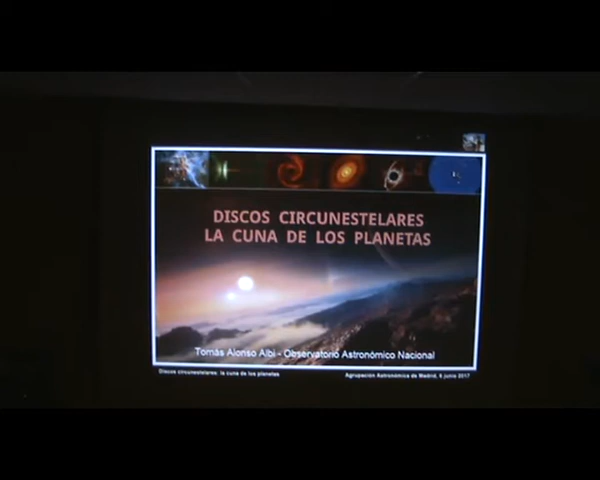 DISCOS CIRCUNESTELARES
LA CUNA DE LOS PLANETAS
Tomás Alonso Albi - Observatorio Astronómico Nacional
Discos circunestelares: la cuna de los planetas
Agrupación Astronómica de Madrid, 6 junio 2017